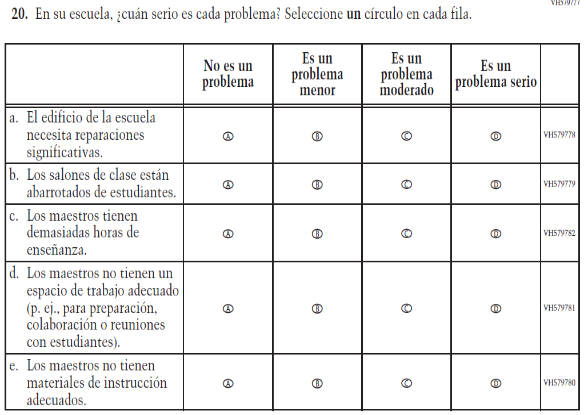 VH579777
20. En su escuela, ¿cuán serio es cada problema? Seleccione un círculo en cada fila.
No es un problema
Es un problema menor
Es un problema moderado
Es un problema serio
a. El edificio de la escuela
necesita reparaciones
significativas.
A B C D VH579778
b. Los salones de clase están
abarrotados de estudiantes.
A B C D VH579779
c. Los maestros tienen
demasiadas horas de
enseñanza.
A B C D VH579782
d. Los maestros no tienen un
espacio de trabajo adecuado
(p. ej., para preparación,
colaboración o reuniones
con estudiantes).
A B C D VH579781
e. Los maestros no tienen
materiales de instrucción
adecuados.
A B C D VH579780